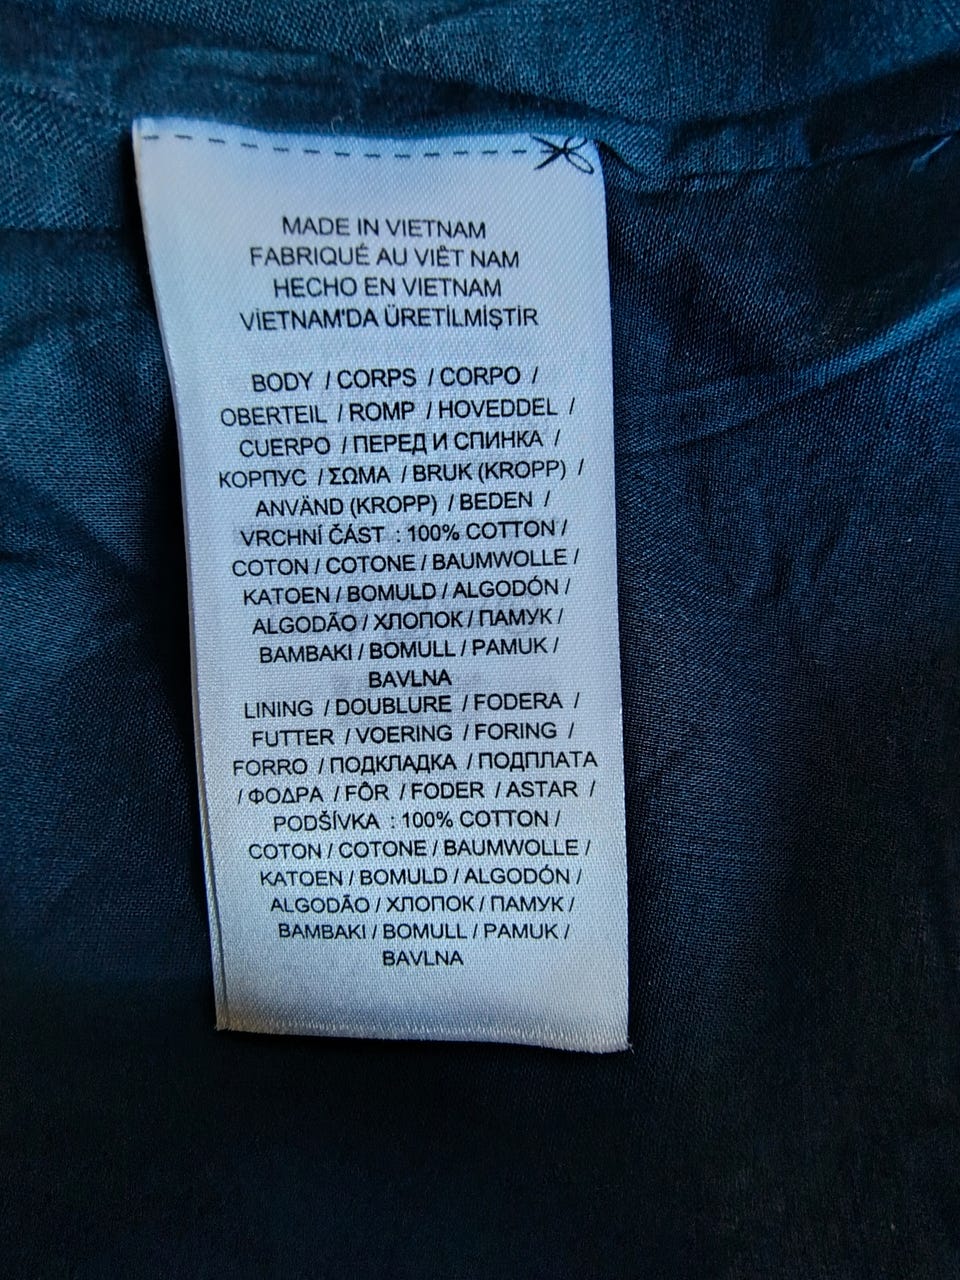 MADE IN VIETNAM
FABRIQUÉ AU VIÊT NAM
HECHO EN VIETNAM
VİETNAM'DA ÜRETİLMİŞTİR
BODY / CORPS / CORPO /
OBERTEIL / ROMP / HOVEDDEL /
CUERPO / ПЕРЕД И СПИНКА /
КОРПУС / ΣΩΜΑ / BRUK (KROPP) /
ANVÄND (KROPP) / BEDEN /
VRCHNÍ ČÁST : 100% COTTON /
COTON / COTONE / BAUMWOLLE /
KATOEN / BOMULD / ALGODÓN /
ALGODÃO / ХЛОПОК / ПАМУК /
BAMBAKI / BOMULL / PAMUK /
BAVLNA
LINING / DOUBLURE / FODERA /
FUTTER / VOERING / FORING /
FORRO / ПОДКЛАДКА / ПОДПЛАТА
/ ΦΟΔΡΑ / FÔR / FODER / ASTAR /
PODŠÍVKA : 100% COTTON /
COTON / COTONE / BAUMWOLLE /
KATOEN / BOMULD / ALGODÓN /
ALGODÃO / ХЛОПОК / ПАМУК /
BAMBAKI / BOMULL / PAMUK /
BAVLNA